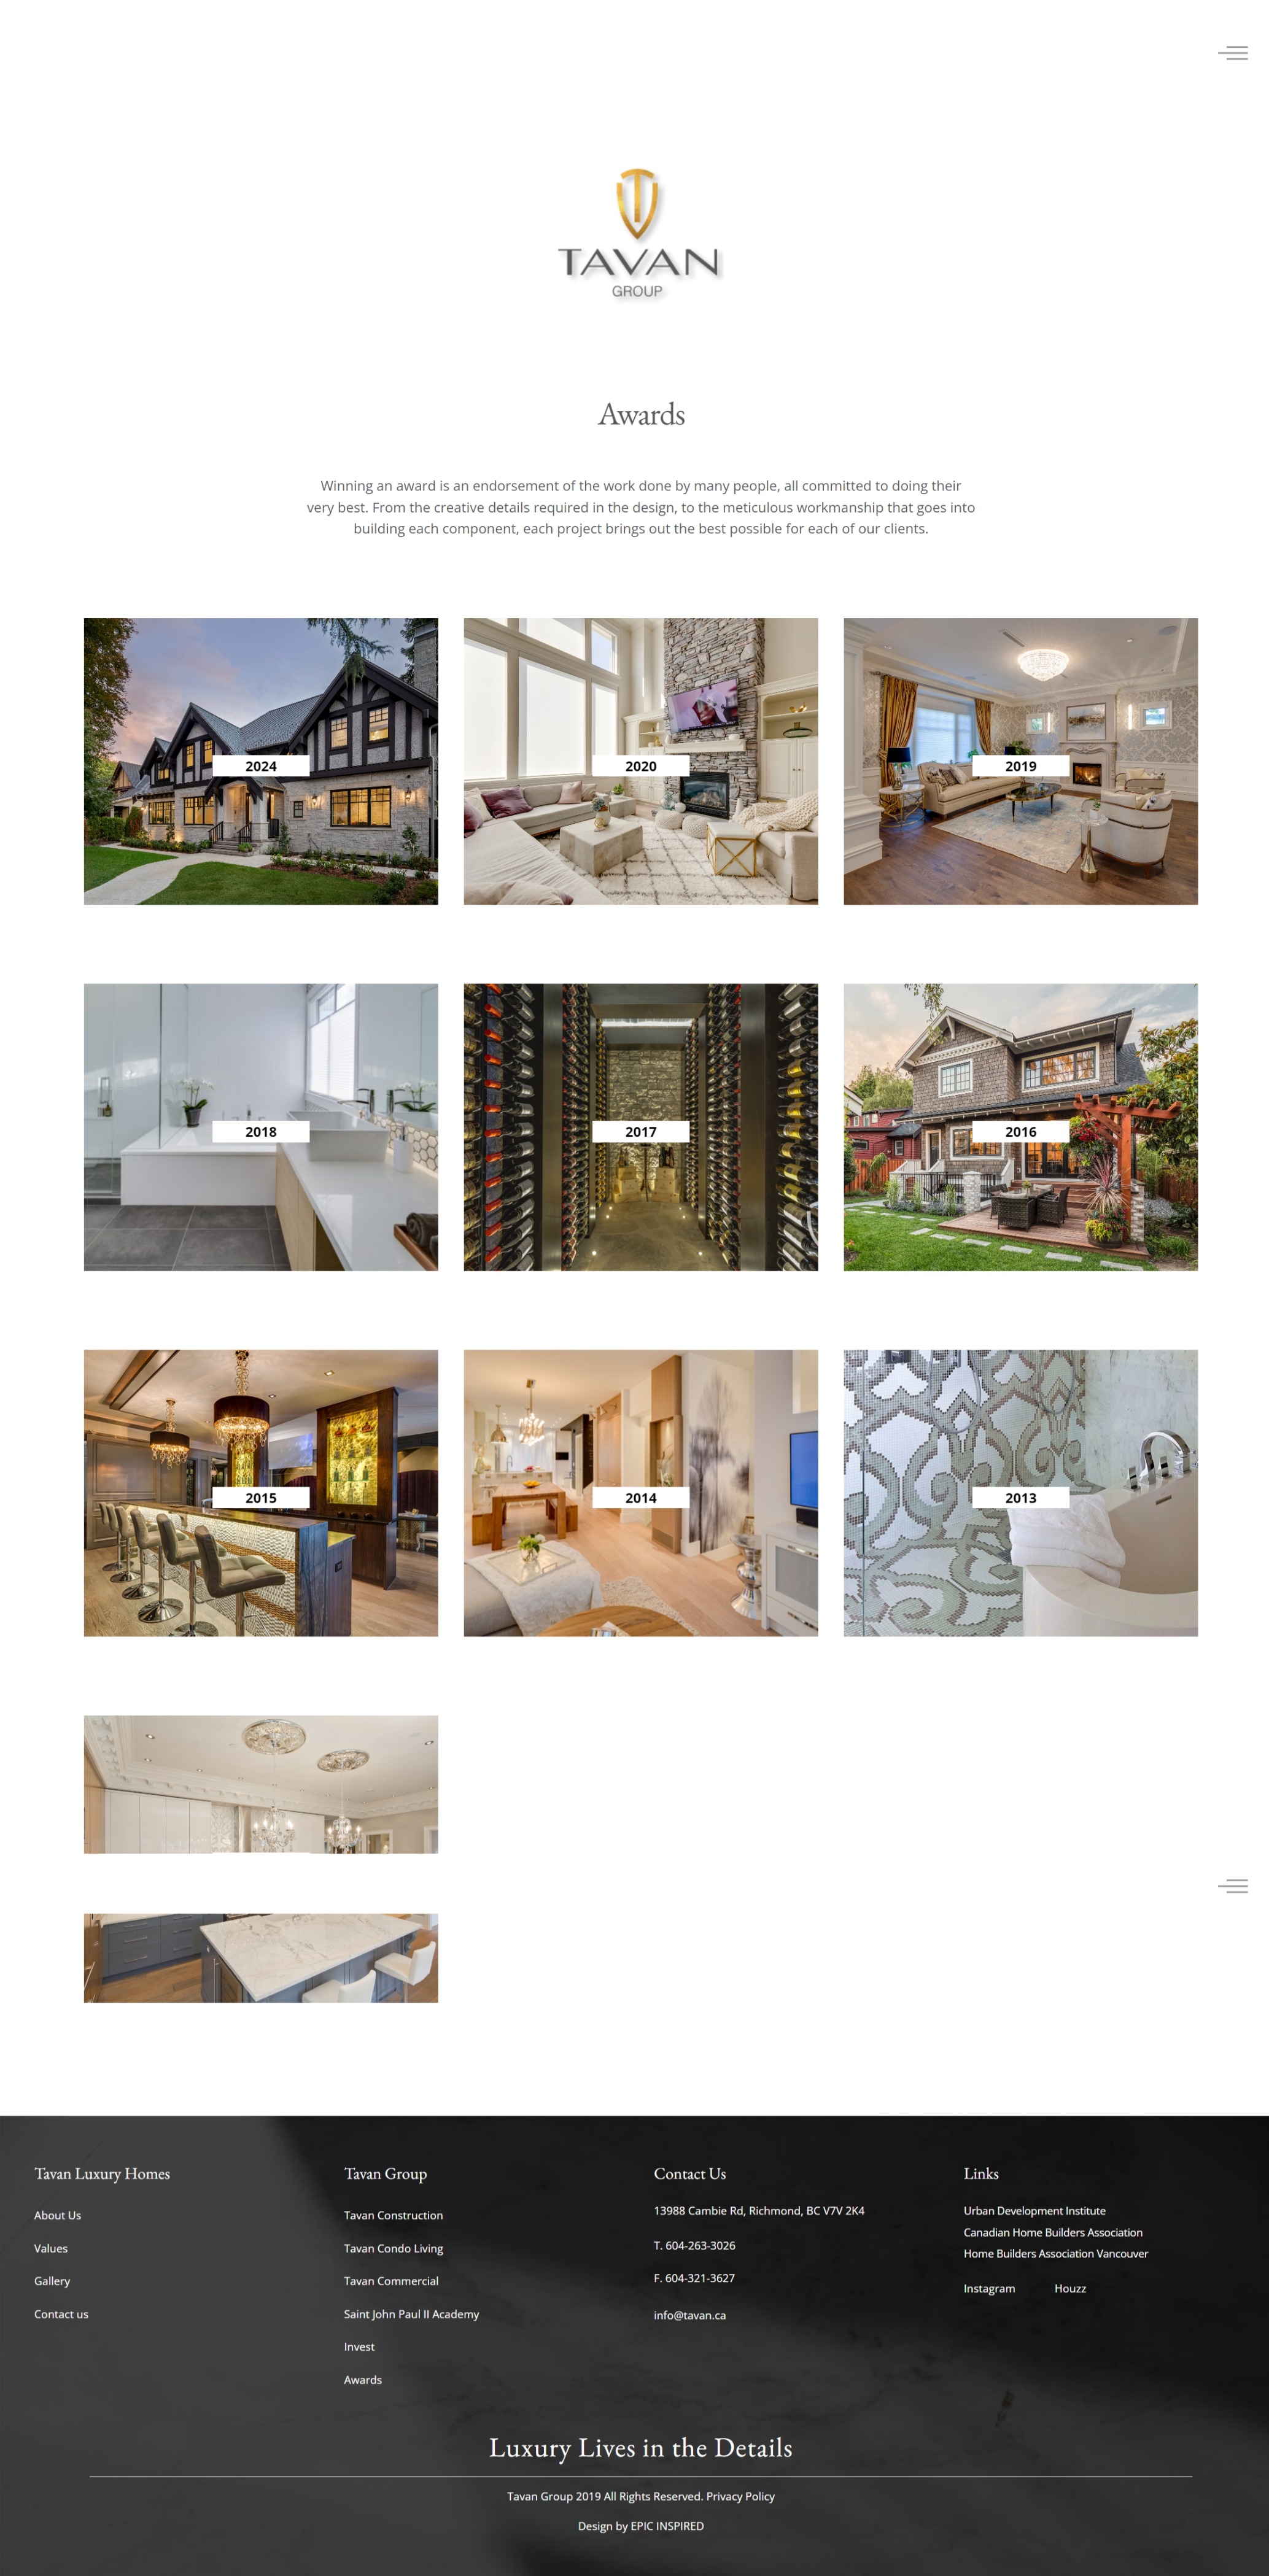 TAVAN
GROUP
Awards
Winning an award is an endorsement of the work done by many people, all committed to doing their
very best. From the creative details required in the design, to the meticulous workmanship that goes into
building each component, each project brings out the best possible for each of our clients.
2024
2020
2019
2018
2017
2016
2015
2014
2013
Tavan Luxury Homes
About Us
Values
Gallery
Contact us
Tavan Group
Tavan Construction
Tavan Condo Living
Tavan Commercial
Saint John Paul II Academy
Invest
Awards
Contact Us
13988 Cambie Rd, Richmond, BC V7V 2K4
T. 604-263-3026
F. 604-321-3627
info@tavan.ca
Links
Urban Development Institute
Canadian Home Builders Association
Home Builders Association Vancouver
Instagram Houzz
Luxury Lives in the Details
Tavan Group 2019 All Rights Reserved. Privacy Policy
Design by EPIC INSPIRED